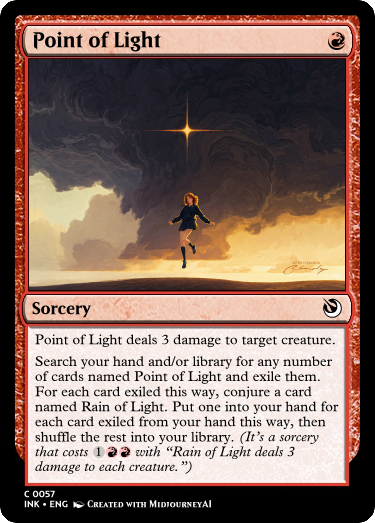 Point of Light
Sorcery
Point of Light deals 3 damage to target creature.
Search your hand and/or library for any number
of cards named Point of Light and exile them.
For each card exiled this way, conjure a card
named Rain of Light. Put one into your hand for
each card exiled from your hand this way, then
shuffle the rest into your library. (It's a sorcery
that costs 1 with “Rain of Light deals 3
damage to each creature.”)
C 0057
INK • ENG Created with MidjourneyAI